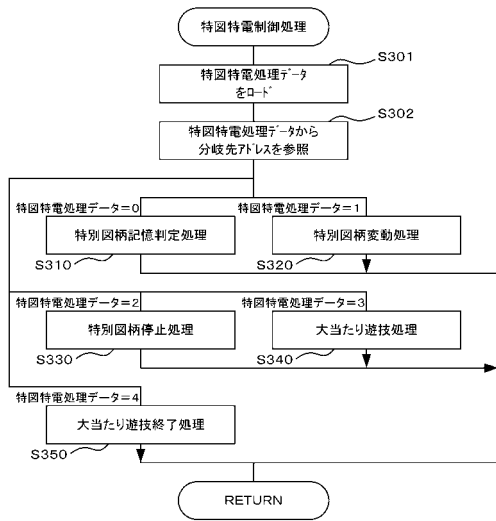 特図特電制御処理
S301
特図特電処理データ
をロード
S302
特図特電処理データから
分岐先アドレスを参照
特図特電処理データ=0
特図特電処理データ=1
特別図柄記憶判定処理
特別図柄変動処理
S310
S320
特図特電処理データ=2
特図特電処理データ=3
特別図柄停止処理
大当たり遊技処理
S330
S340
特図特電処理データ=4
大当たり遊技終了処理
S350
RETURN